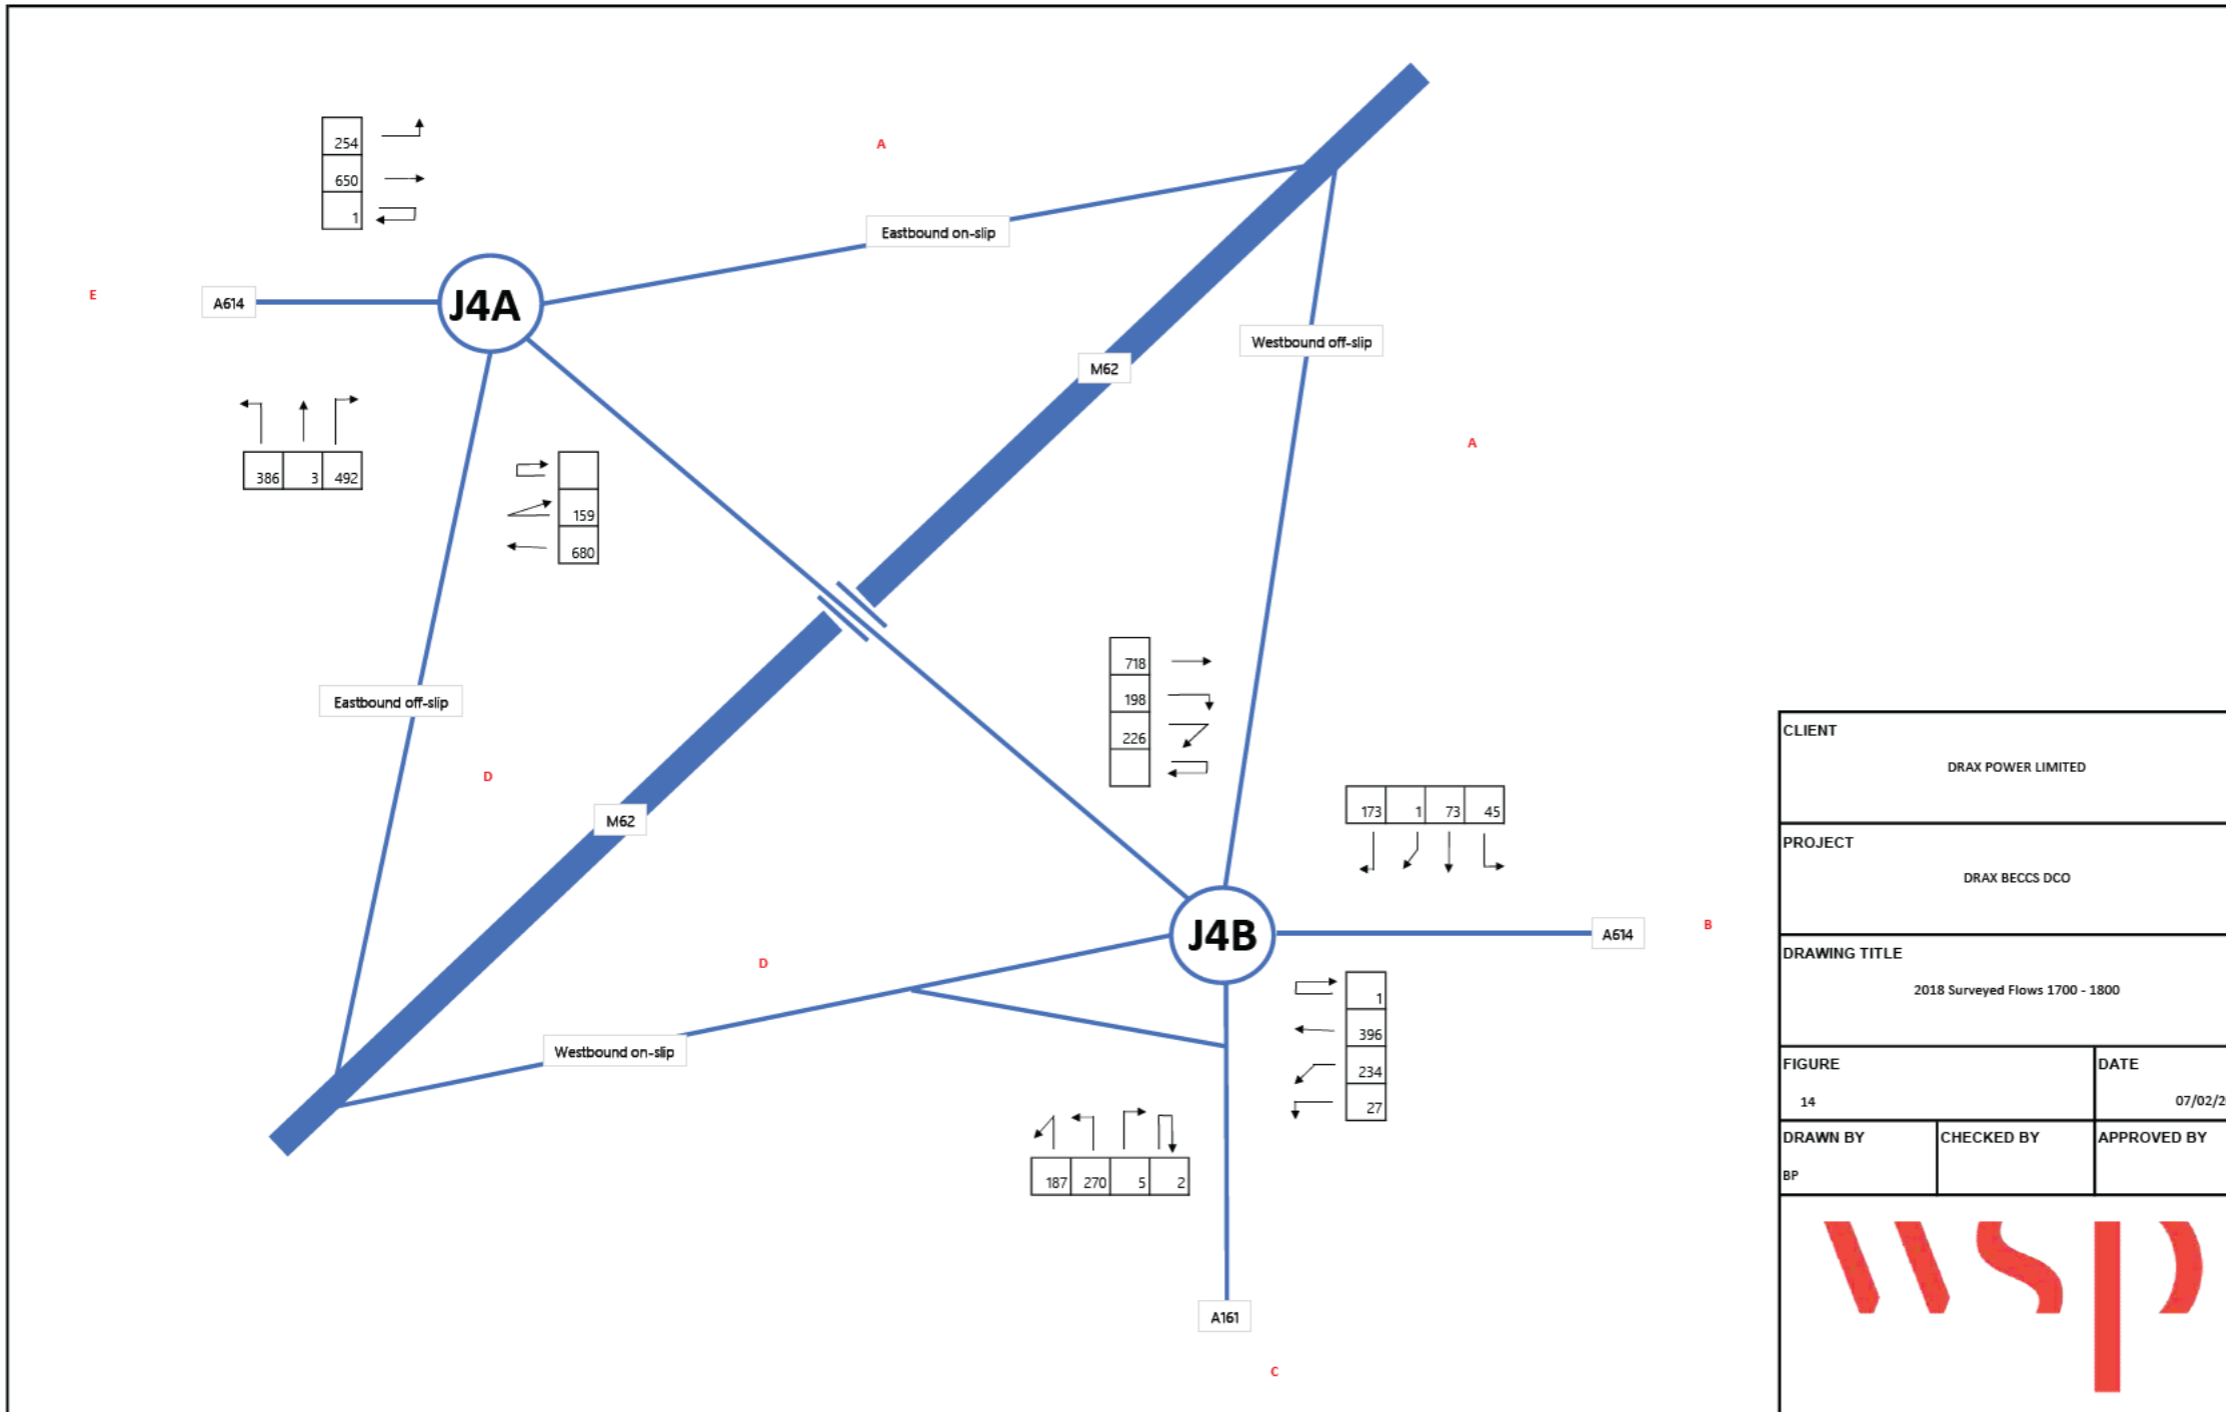 A
254
650
1
Eastbound on-slip
E
A614
J4A
Westbound off-slip
M62
A
386 3 492
159
680
718
198
226
Eastbound off-slip
D
M62
173 1 73 45
J4B
A614
B
D
1
396
234
27
Westbound on-slip
187 270 5 2
A161
C
CLIENT
DRAX POWER LIMITED
PROJECT
DRAX BECCS DCO
DRAWING TITLE
2018 Surveyed Flows 1700 - 1800
FIGURE DATE
14 07/02/2
DRAWN BY CHECKED BY APPROVED BY
BP
wsp